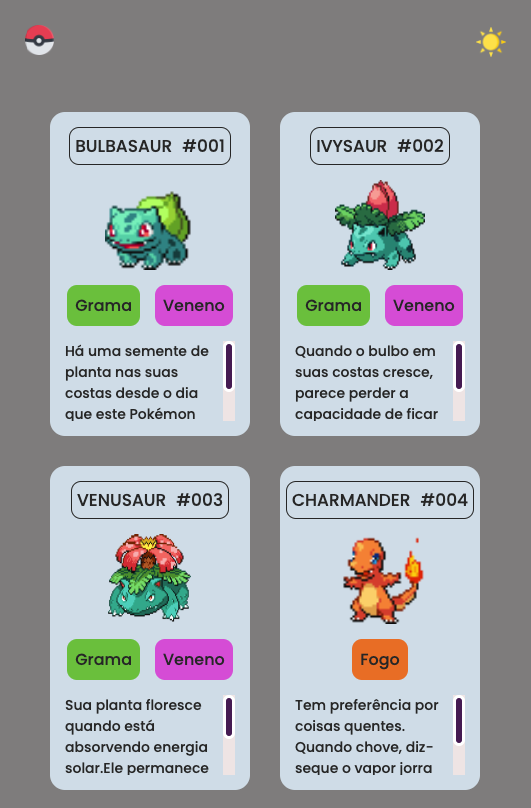 BULBASAUR #001
Grama Veneno
Há uma semente de
planta nas suas
costas desde o dia
que este Pokémon
IVYSAUR #002
Grama Veneno
Quando o bulbo em
suas costas cresce,
parece perder a
capacidade de ficar
VENUSAUR #003
Grama Veneno
Sua planta floresce
quando está
absorvendo energia
solar.Ele permanece
CHARMANDER #004
Fogo
Tem preferência por
coisas quentes.
Quando chove, diz-
seque o vapor jorra